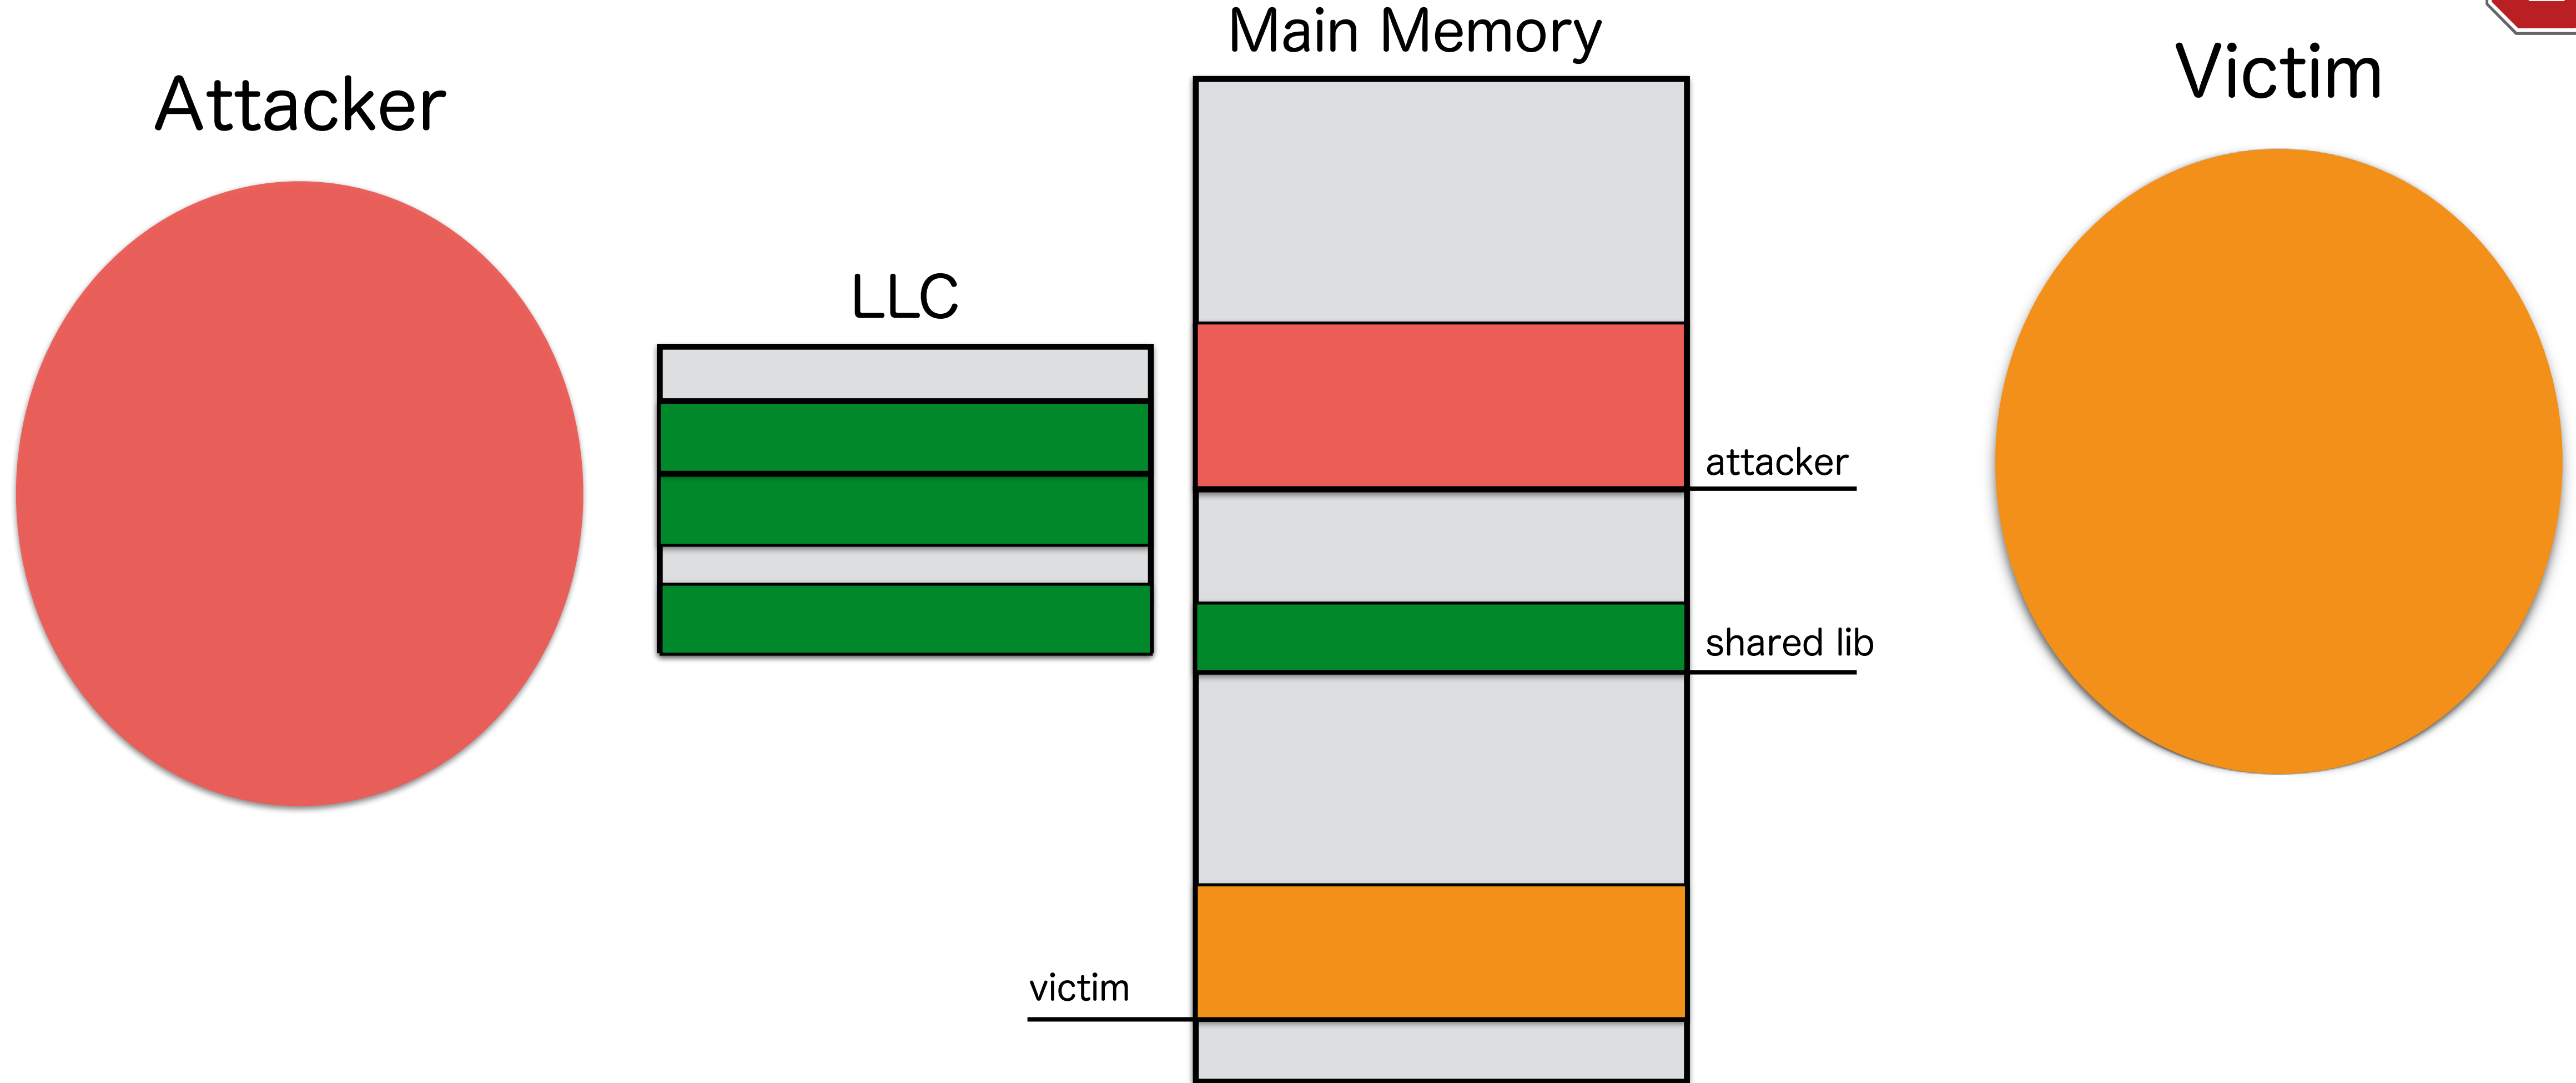 Main Memory
Attacker
Victim
LLC
attacker
shared lib
victim